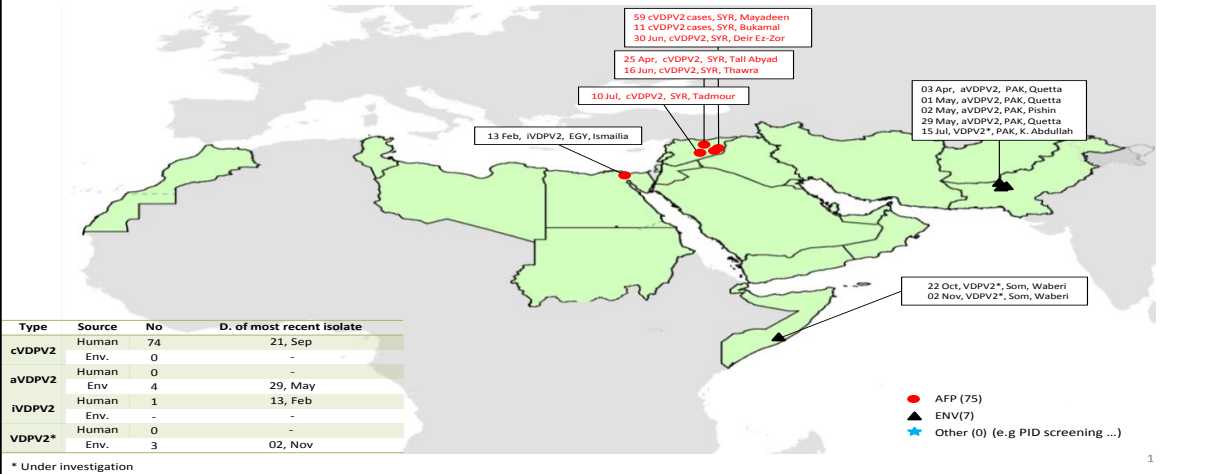 59 cVDPV2 cases, SYR, Mayadeen
11 cVDPV2 cases, SYR, Bukamal
30 Jun, cVDPV2, SYR, Deir Ez-Zor
25 Apr, cVDPV2, SYR, Tall Abyad
16 Jun, cVDPV2, SYR, Thawra
10 Jul, cVDPV2, SYR, Tadmour
13 Feb, iVDPV2, EGY, Ismailia
03 Apr, aVDPV2, PAK, Quetta
01 May, aVDPV2, PAK, Quetta
02 May, aVDPV2, PAK, Pishin
29 May, aVDPV2, PAK, Quetta
15 Jul, VDPV2*, PAK, K. Abdullah
22 Oct, VDPV2*, Som, Waberi
02 Nov, VDPV2*, Som, Waberi
Type Source No D. of most recent isolate
cVDPV2 Human 74 21, Sep
Env. 0 -
aVDPV2 Human 0 -
Env 4 29, May
iVDPV2 Human 1 13, Feb
Env. - -
VDPV2* Human 0 -
Env. 3 02, Nov
* Under investigation
AFP (75)
ENV(7)
Other (0) (e.g PID screening ...)
1